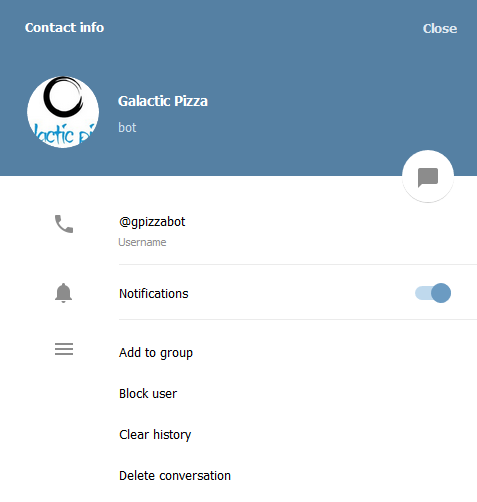 Contact info
Close
lactic pi
Galactic Pizza
bot
@gpizzabot
Username
Notifications
Add to group
Block user
Clear history
Delete conversation